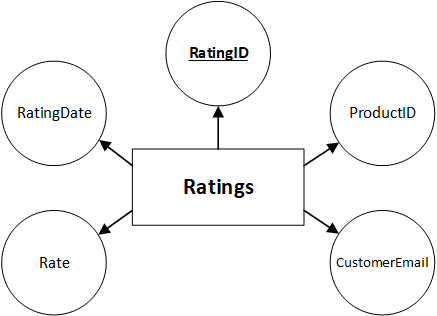 RatingID
RatingDate
ProductID
Ratings
Rate
CustomerEmail